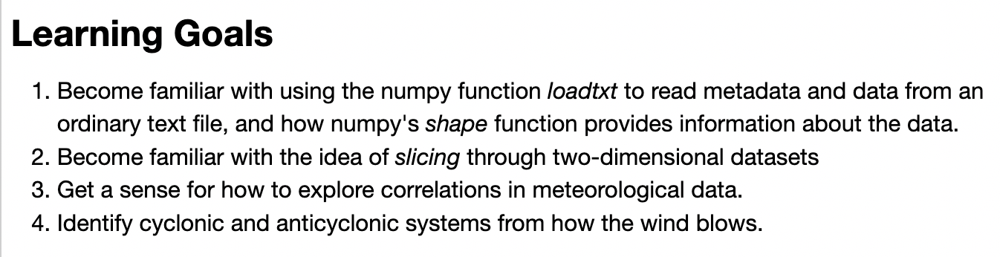 Learning Goals
1. Become familiar with using the numpy function loadtxt to read metadata and data from an
ordinary text file, and how numpy's shape function provides information about the data.
2. Become familiar with the idea of slicing through two-dimensional datasets
3. Get a sense for how to explore correlations in meteorological data.
4. Identify cyclonic and anticyclonic systems from how the wind blows.